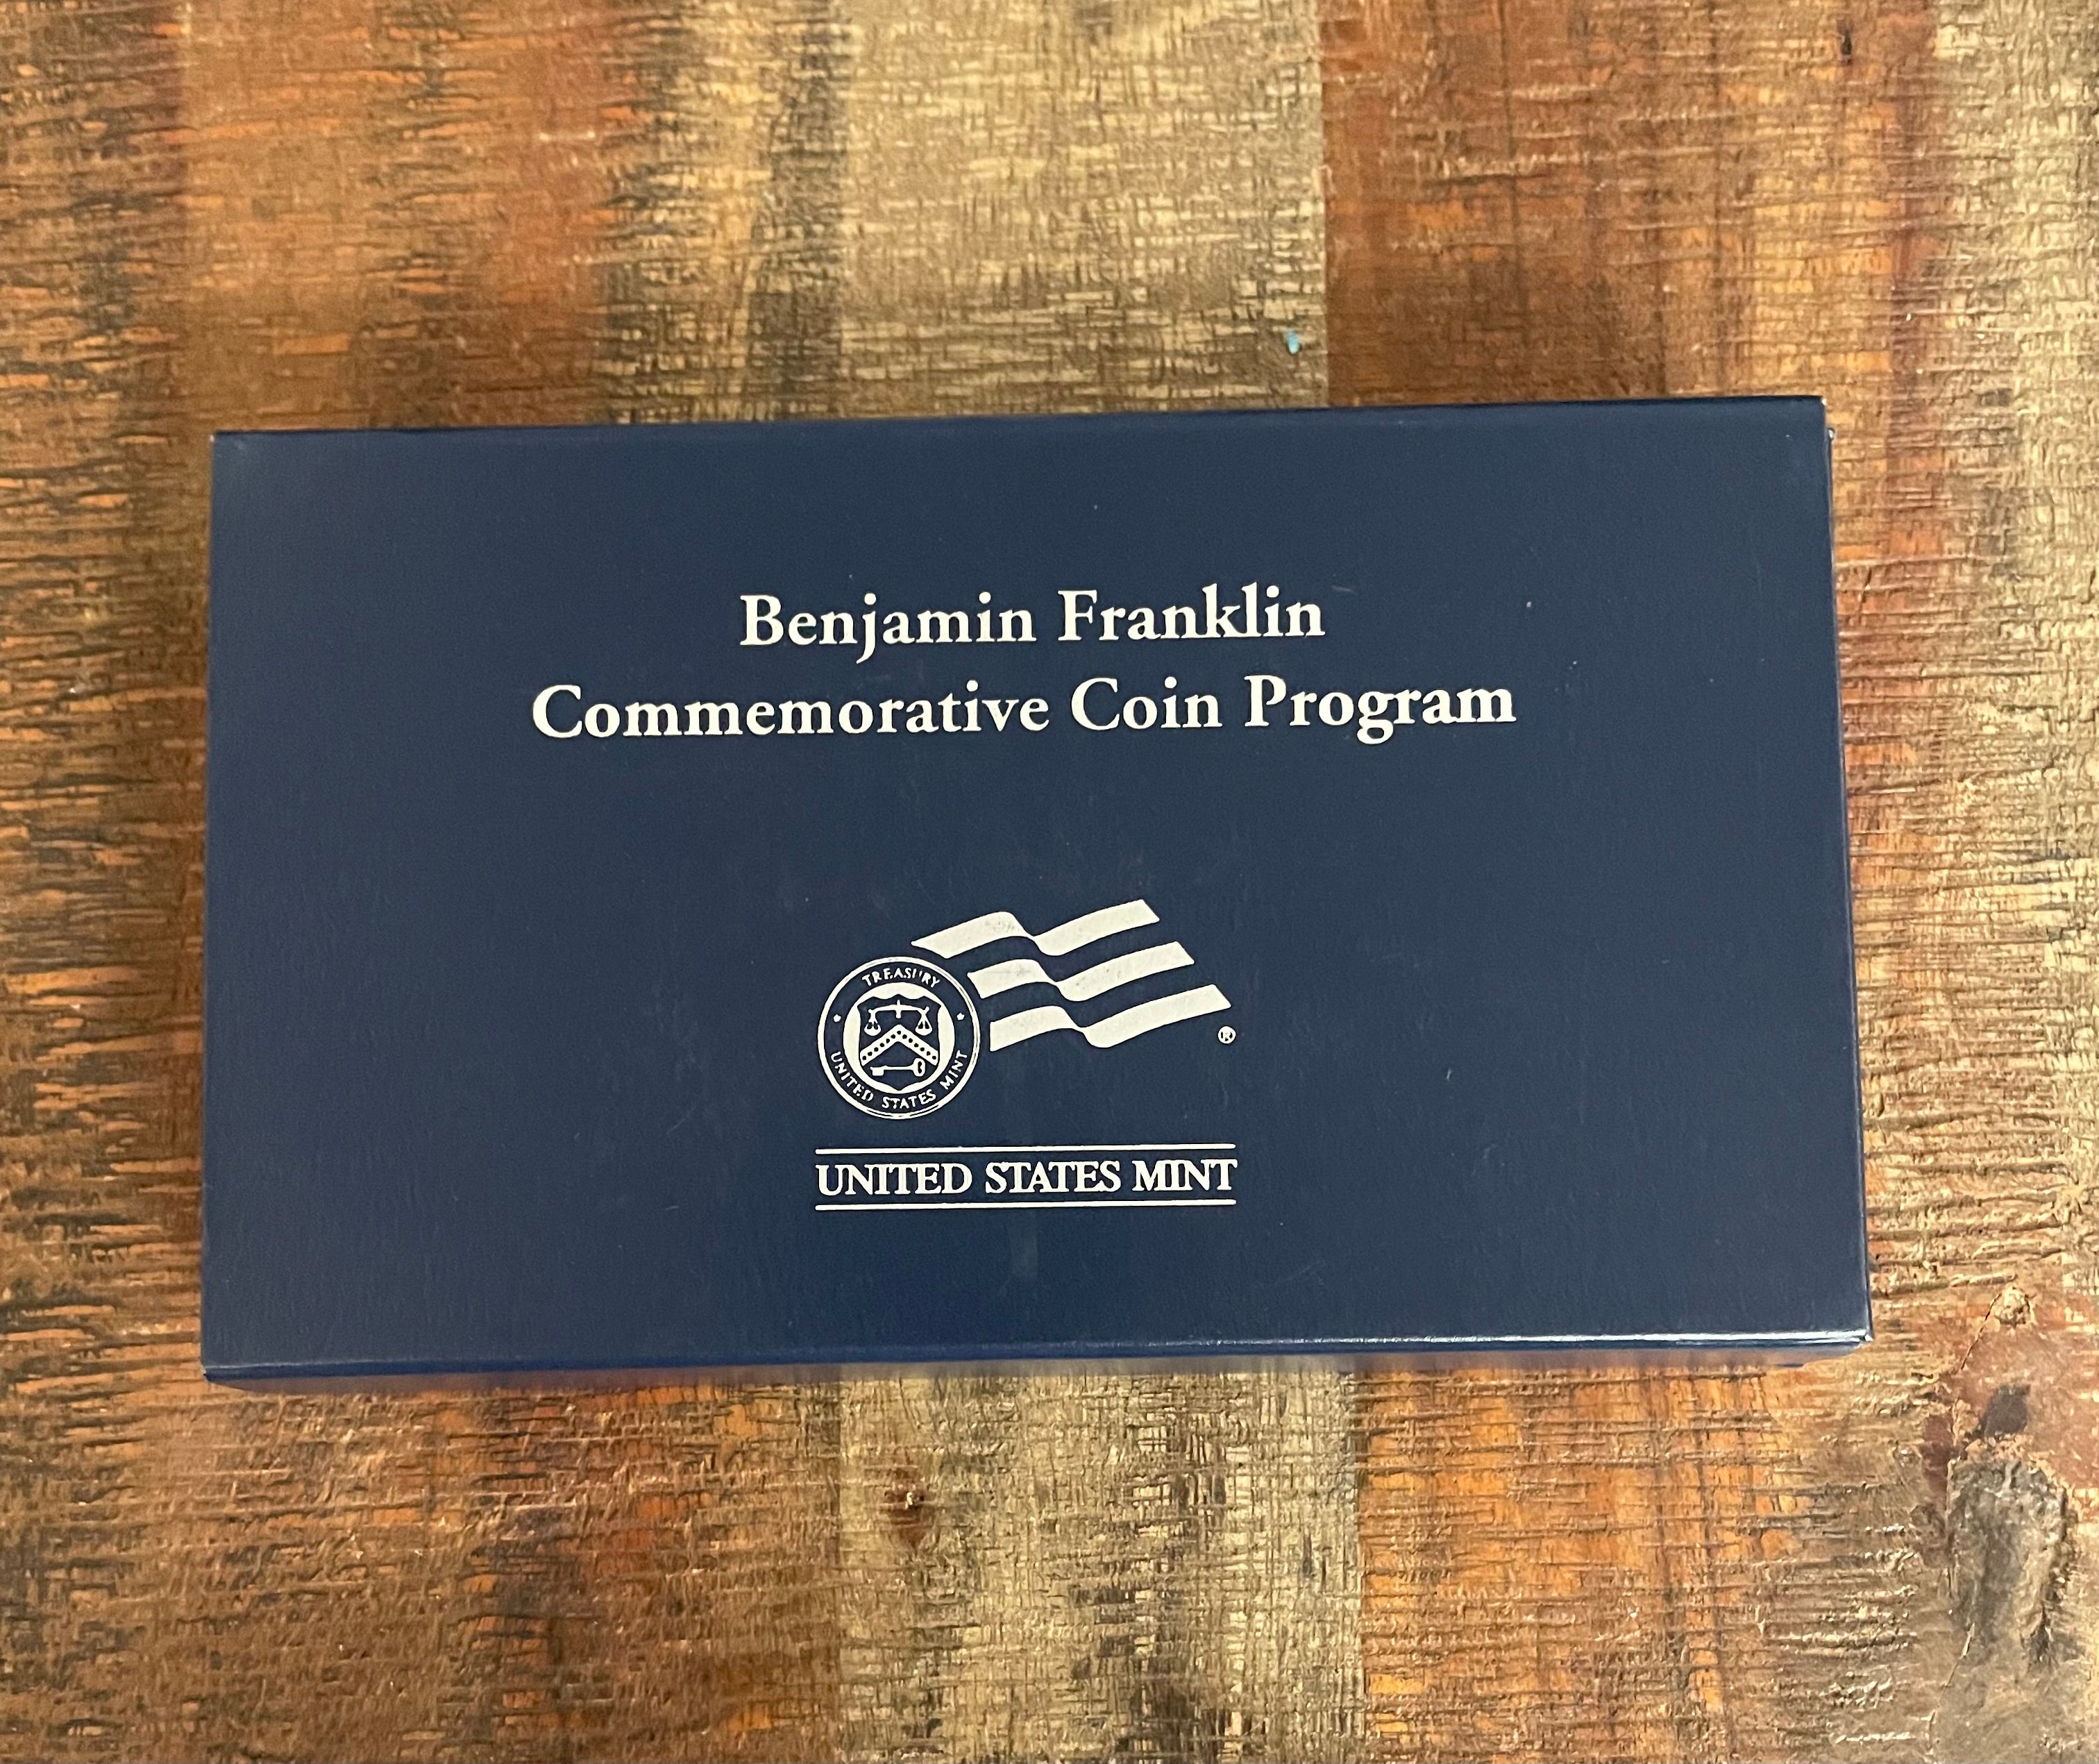 Benjamin Franklin
Commemorative Coin Program
TREASURY
UNITED STATES MINT
®
UNITED STATES MINT